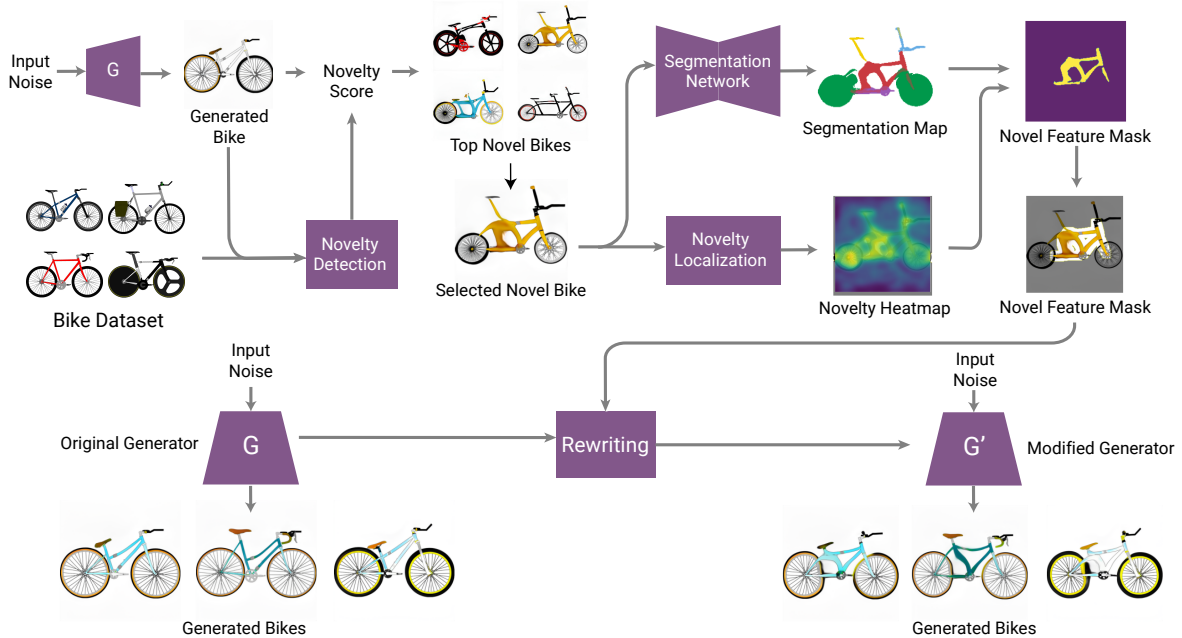 Input
Noise
G
Generated
Bike
Novelty
Score
Top Novel Bikes
Segmentation
Network
Segmentation Map
Novel Feature Mask
Bike Dataset
Novelty
Detection
Selected Novel Bike
Novelty
Localization
Novelty Heatmap
Novel Feature Mask
Input
Noise
Original Generator
G
Rewriting
Input
Noise
G’
Modified Generator
Generated Bikes
Generated Bikes